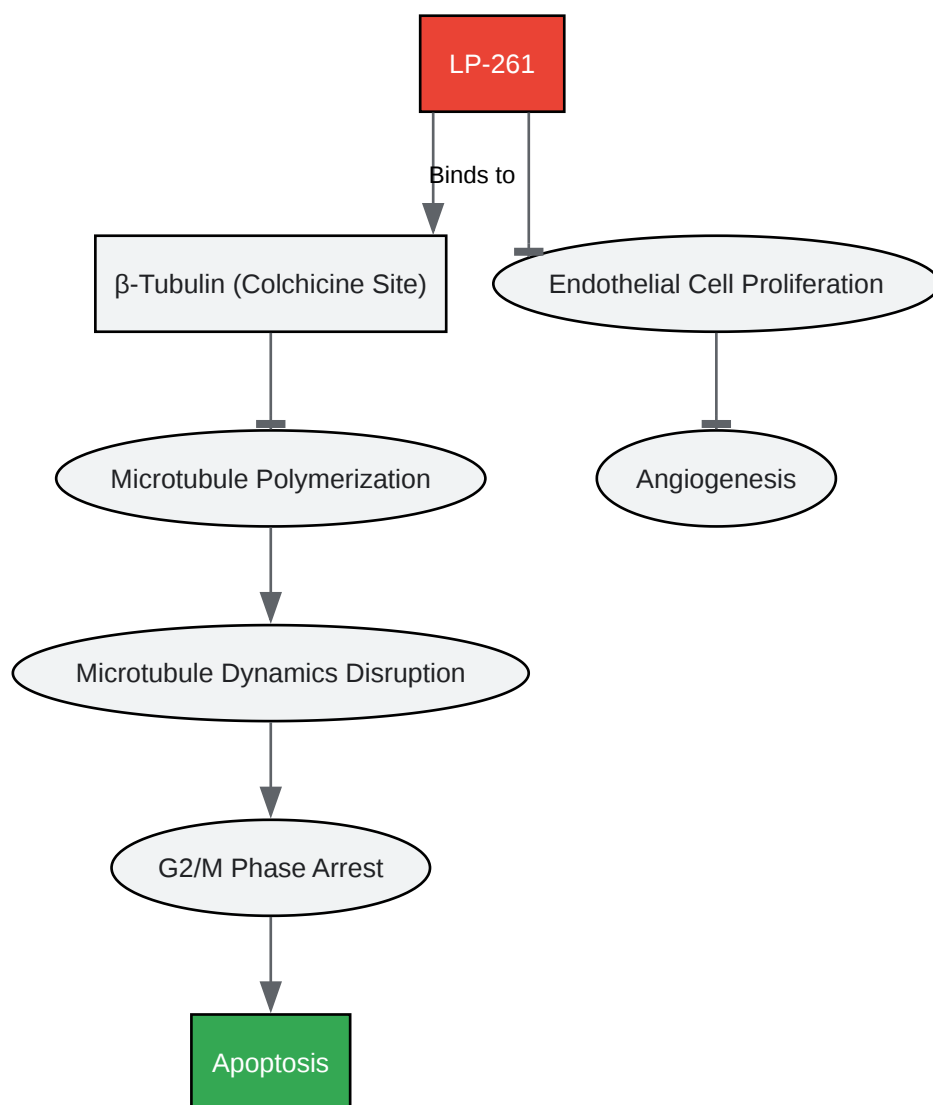 LP-261
Binds to
β-Tubulin (Colchicine Site)
Endothelial Cell Proliferation
Microtubule Polymerization
Angiogenesis
Microtubule Dynamics Disruption
G2/M Phase Arrest
Apoptosis